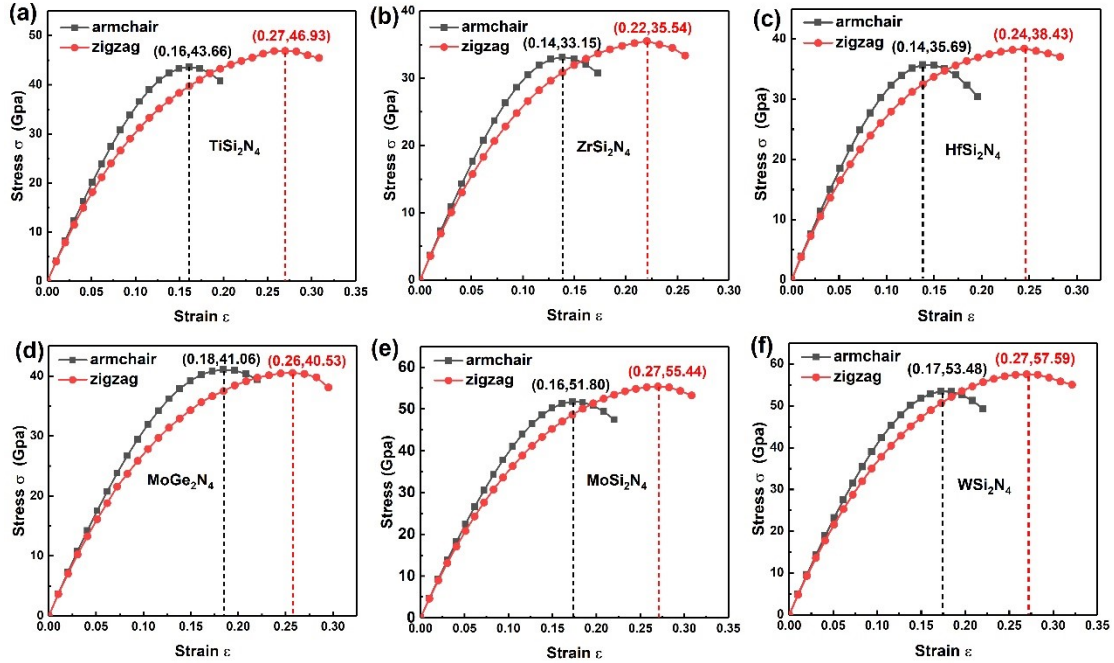 (a)
armchair
zigzag
(0.16,43.66)
(0.27,46.93)
TiSi2N4
Stress σ (Gpa)
50
40
30
20
10
0
0.00 0.05 0.10 0.15 0.20 0.25 0.30 0.35
Strain ε
(b)
armchair
zigzag
(0.14,33.15)
(0.22,35.54)
ZrSi2N4
Stress σ (Gpa)
40
30
20
10
0
0.00 0.05 0.10 0.15 0.20 0.25 0.30
Strain ε
(c)
armchair
zigzag
(0.14,35.69)
(0.24,38.43)
HfSi2N4
Stress σ (Gpa)
40
30
20
10
0
0.00 0.05 0.10 0.15 0.20 0.25 0.30
Strain ε
(d)
armchair
zigzag
(0.18,41.06)
(0.26,40.53)
MoGe2N4
Stress σ (Gpa)
40
30
20
10
0
0.00 0.05 0.10 0.15 0.20 0.25 0.30
Strain ε
(e)
armchair
zigzag
(0.16,51.80)
(0.27,55.44)
MoSi2N4
Stress σ (Gpa)
60
50
40
30
20
10
0
0.00 0.05 0.10 0.15 0.20 0.25 0.30
Strain ε
(f)
armchair
zigzag
(0.17,53.48)
(0.27,57.59)
WSi2N4
Stress σ (Gpa)
60
50
40
30
20
10
0
0.00 0.05 0.10 0.15 0.20 0.25 0.30
Strain ε